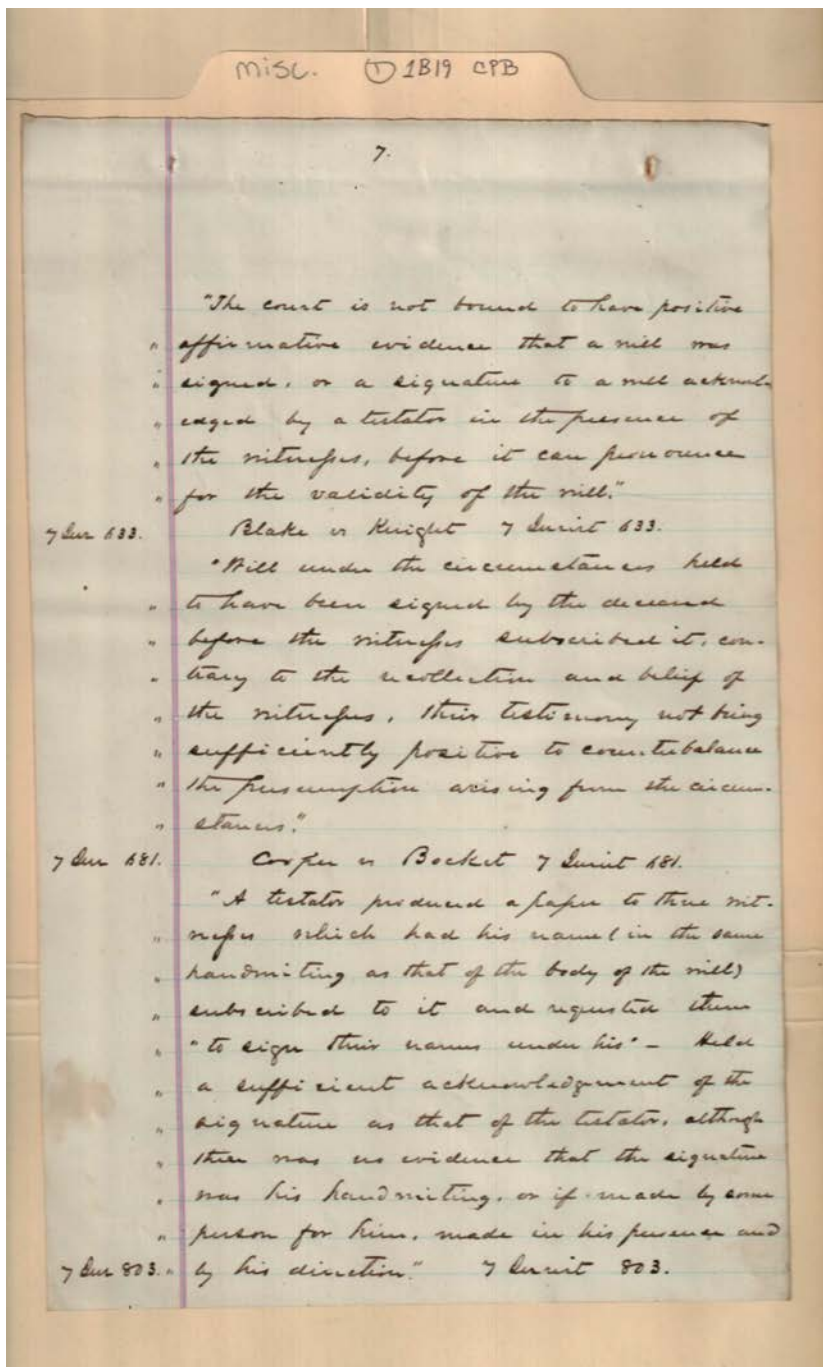 misc. ① 1B19 CPB
7.
"The court is not bound to have positive
" affirmative evidence that a will was
" signed, or a signature to a will acknowl-
" edged by a testator in the presence of
" the witnesses, before it can pronounce
" for the validity of the will."
7 Jur 633. Blake vs Knight 7 Jurist 633.
"Will under the circumstances held
" to have been signed by the deceased
" before the witnesses subscribed it, con-
" trary to the recollection and belief of
" the witnesses, their testimony not being
" sufficiently positive to counterbalance
" the presumption arising from the circum-
" stances."
7 Jur 681. Cooper vs Bocket 7 Jurist 681.
"A testator produced a paper to three wit-
" nesses which had his name (in the same
" handwriting as that of the body of the will)
" subscribed to it and requested them
" "to sign their names under his" - Held
" a sufficient acknowledgement of the
" signature as that of the testator, although
" there was no evidence that the signature
" was his handwriting, or if made by some
" person for him, made in his presence and
7 Jur 803. " by his direction." 7 Jurist 803.